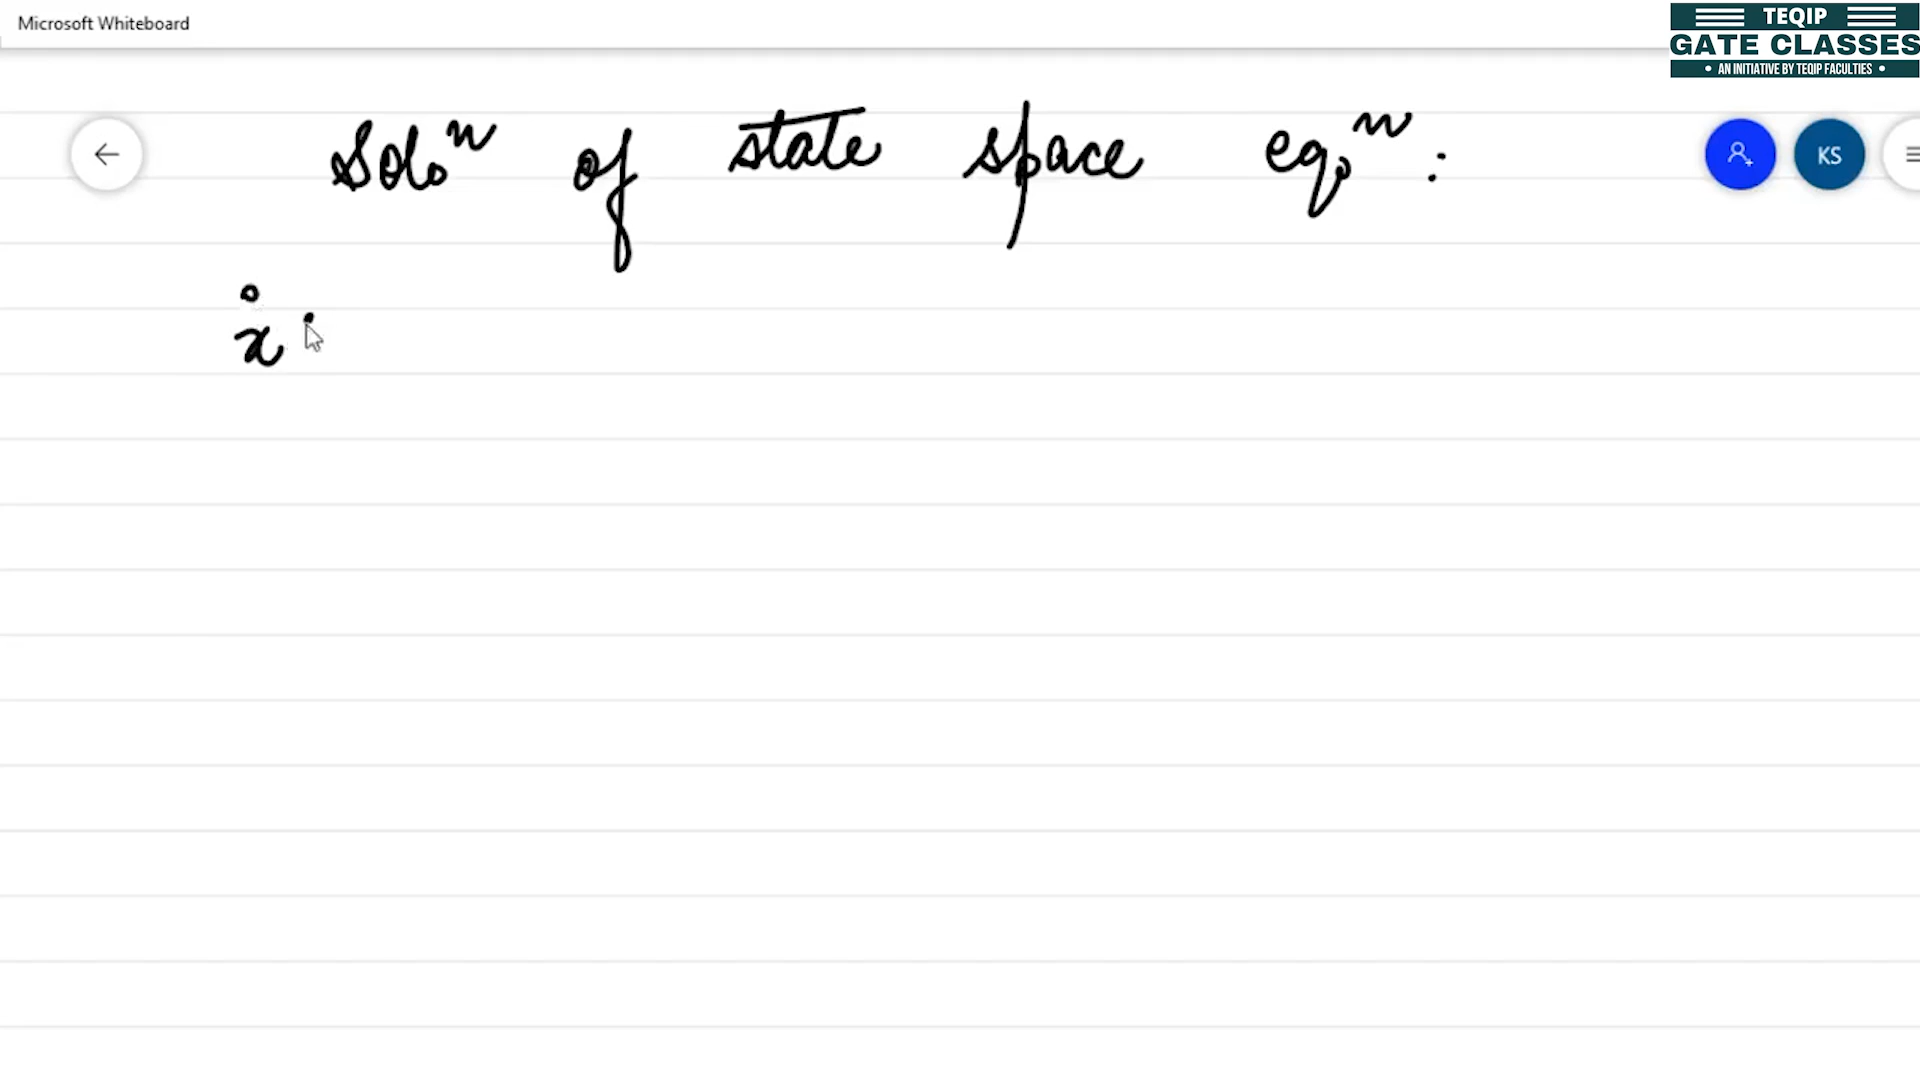 Microsoft Whiteboard
TEQIP
GATE CLASSES
• AN INITIATIVE BY TEQIP FACULTIES •
Solⁿ of state space eqⁿ :
KS
ẋ